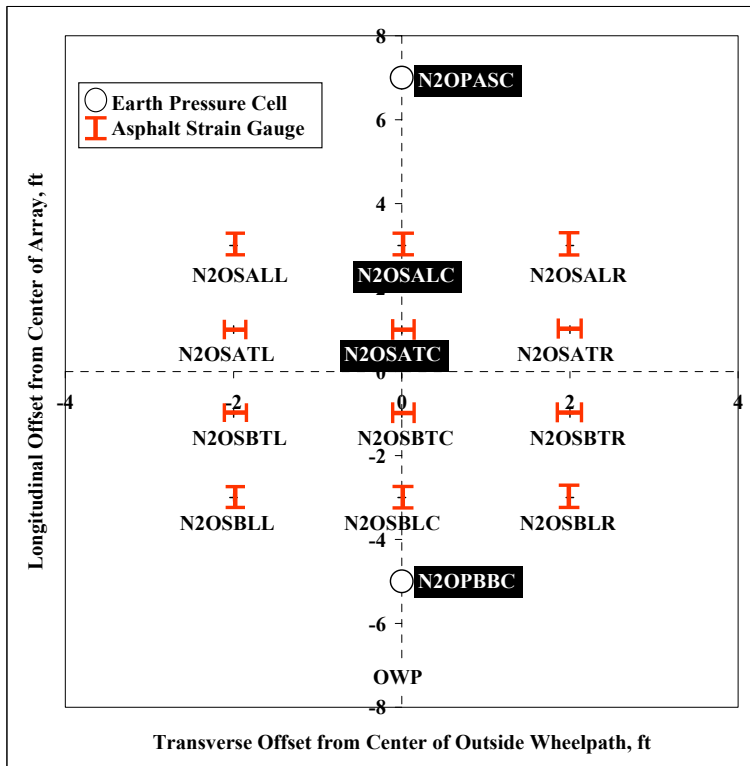 8
N2OPASC
Earth Pressure Cell
Asphalt Strain Gauge
6
4
N2OSALL
N2OSALC
N2OSALR
2
N2OSATL
N2OSATC
N2OSATR
0
-4
-2
0
2
4
N2OSBTL
N2OSBTC
N2OSBTR
-2
N2OSBLL
N2OSBLC
N2OSBLR
-4
N2OPBBC
-6
OWP
-8
Longitudinal Offset from Center of Array, ft
Transverse Offset from Center of Outside Wheelpath, ft